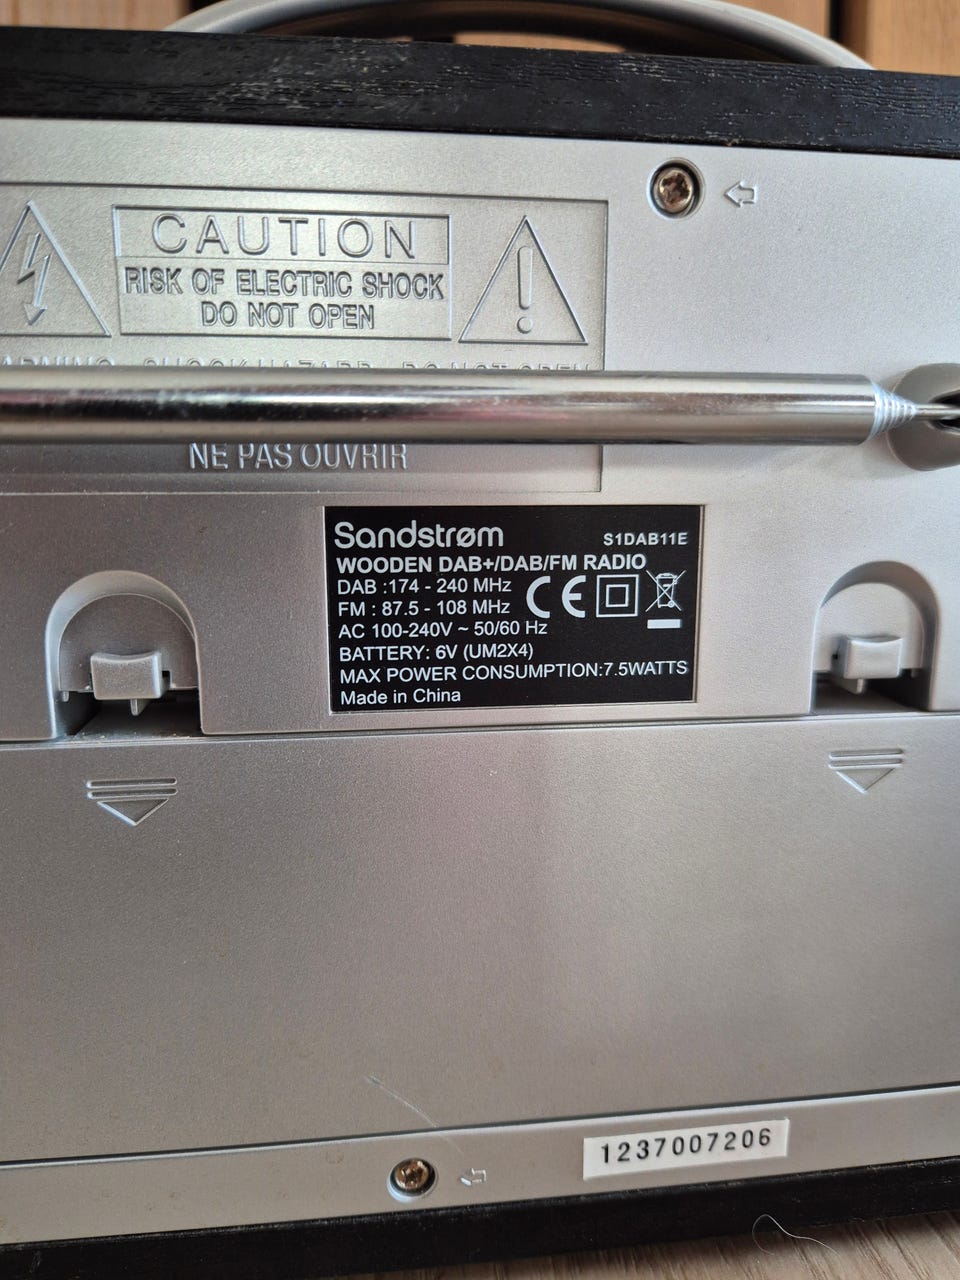 CAUTION
RISK OF ELECTRIC SHOCK
DO NOT OPEN
NE PAS OUVRIR
Sandstrøm
S1DAB11E
WOODEN DAB+/DAB/FM RADIO
DAB :174 - 240 MHz
FM : 87.5 - 108 MHz
CE
AC 100-240V ~ 50/60 Hz
BATTERY: 6V (UM2X4)
MAX POWER CONSUMPTION:7.5WATTS
Made in China
1237007206